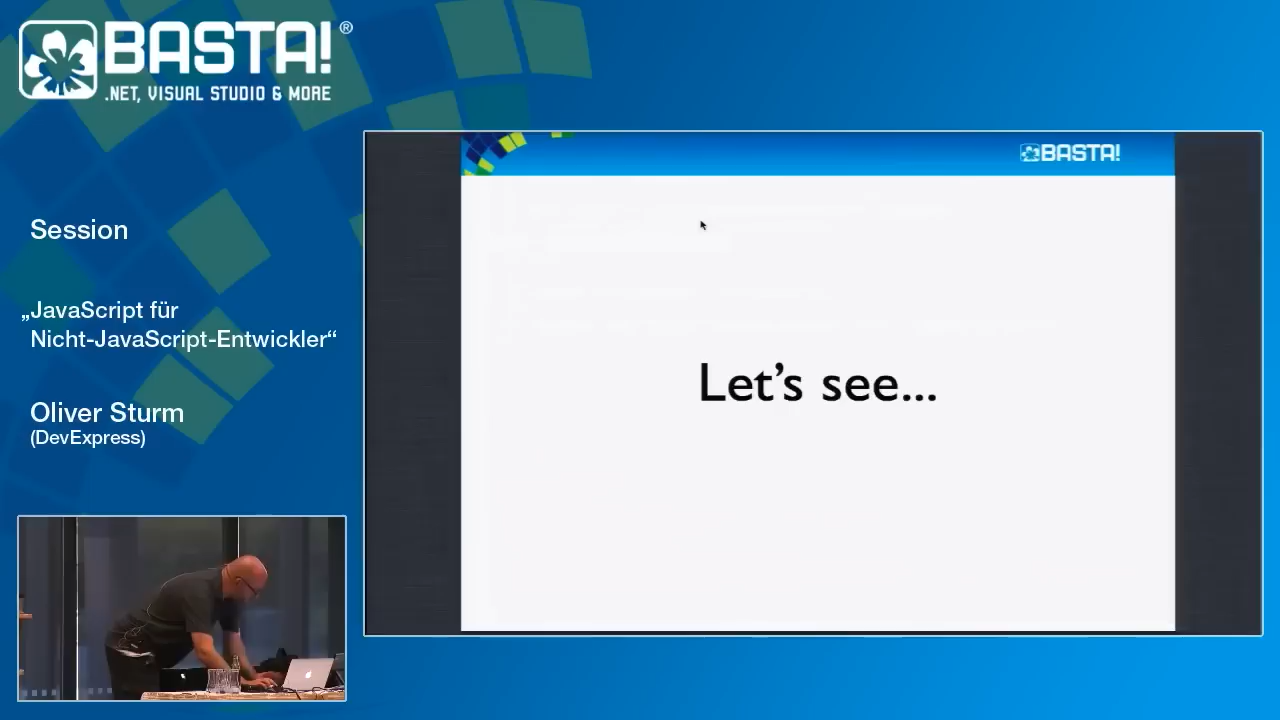 BASTA!®
.NET, VISUAL STUDIO & MORE
Session
„JavaScript für
Nicht-JavaScript-Entwickler“
Oliver Sturm
(DevExpress)
BASTA!
Let’s see...